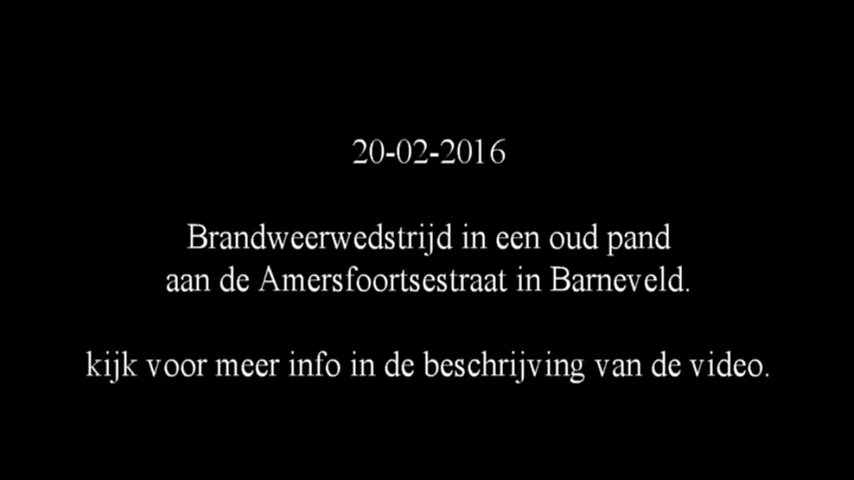 20-02-2016
Brandweerwedstrijd in een oud pand
aan de Amersfoortsestraat in Barneveld.
kijk voor meer info in de beschrijving van de video.